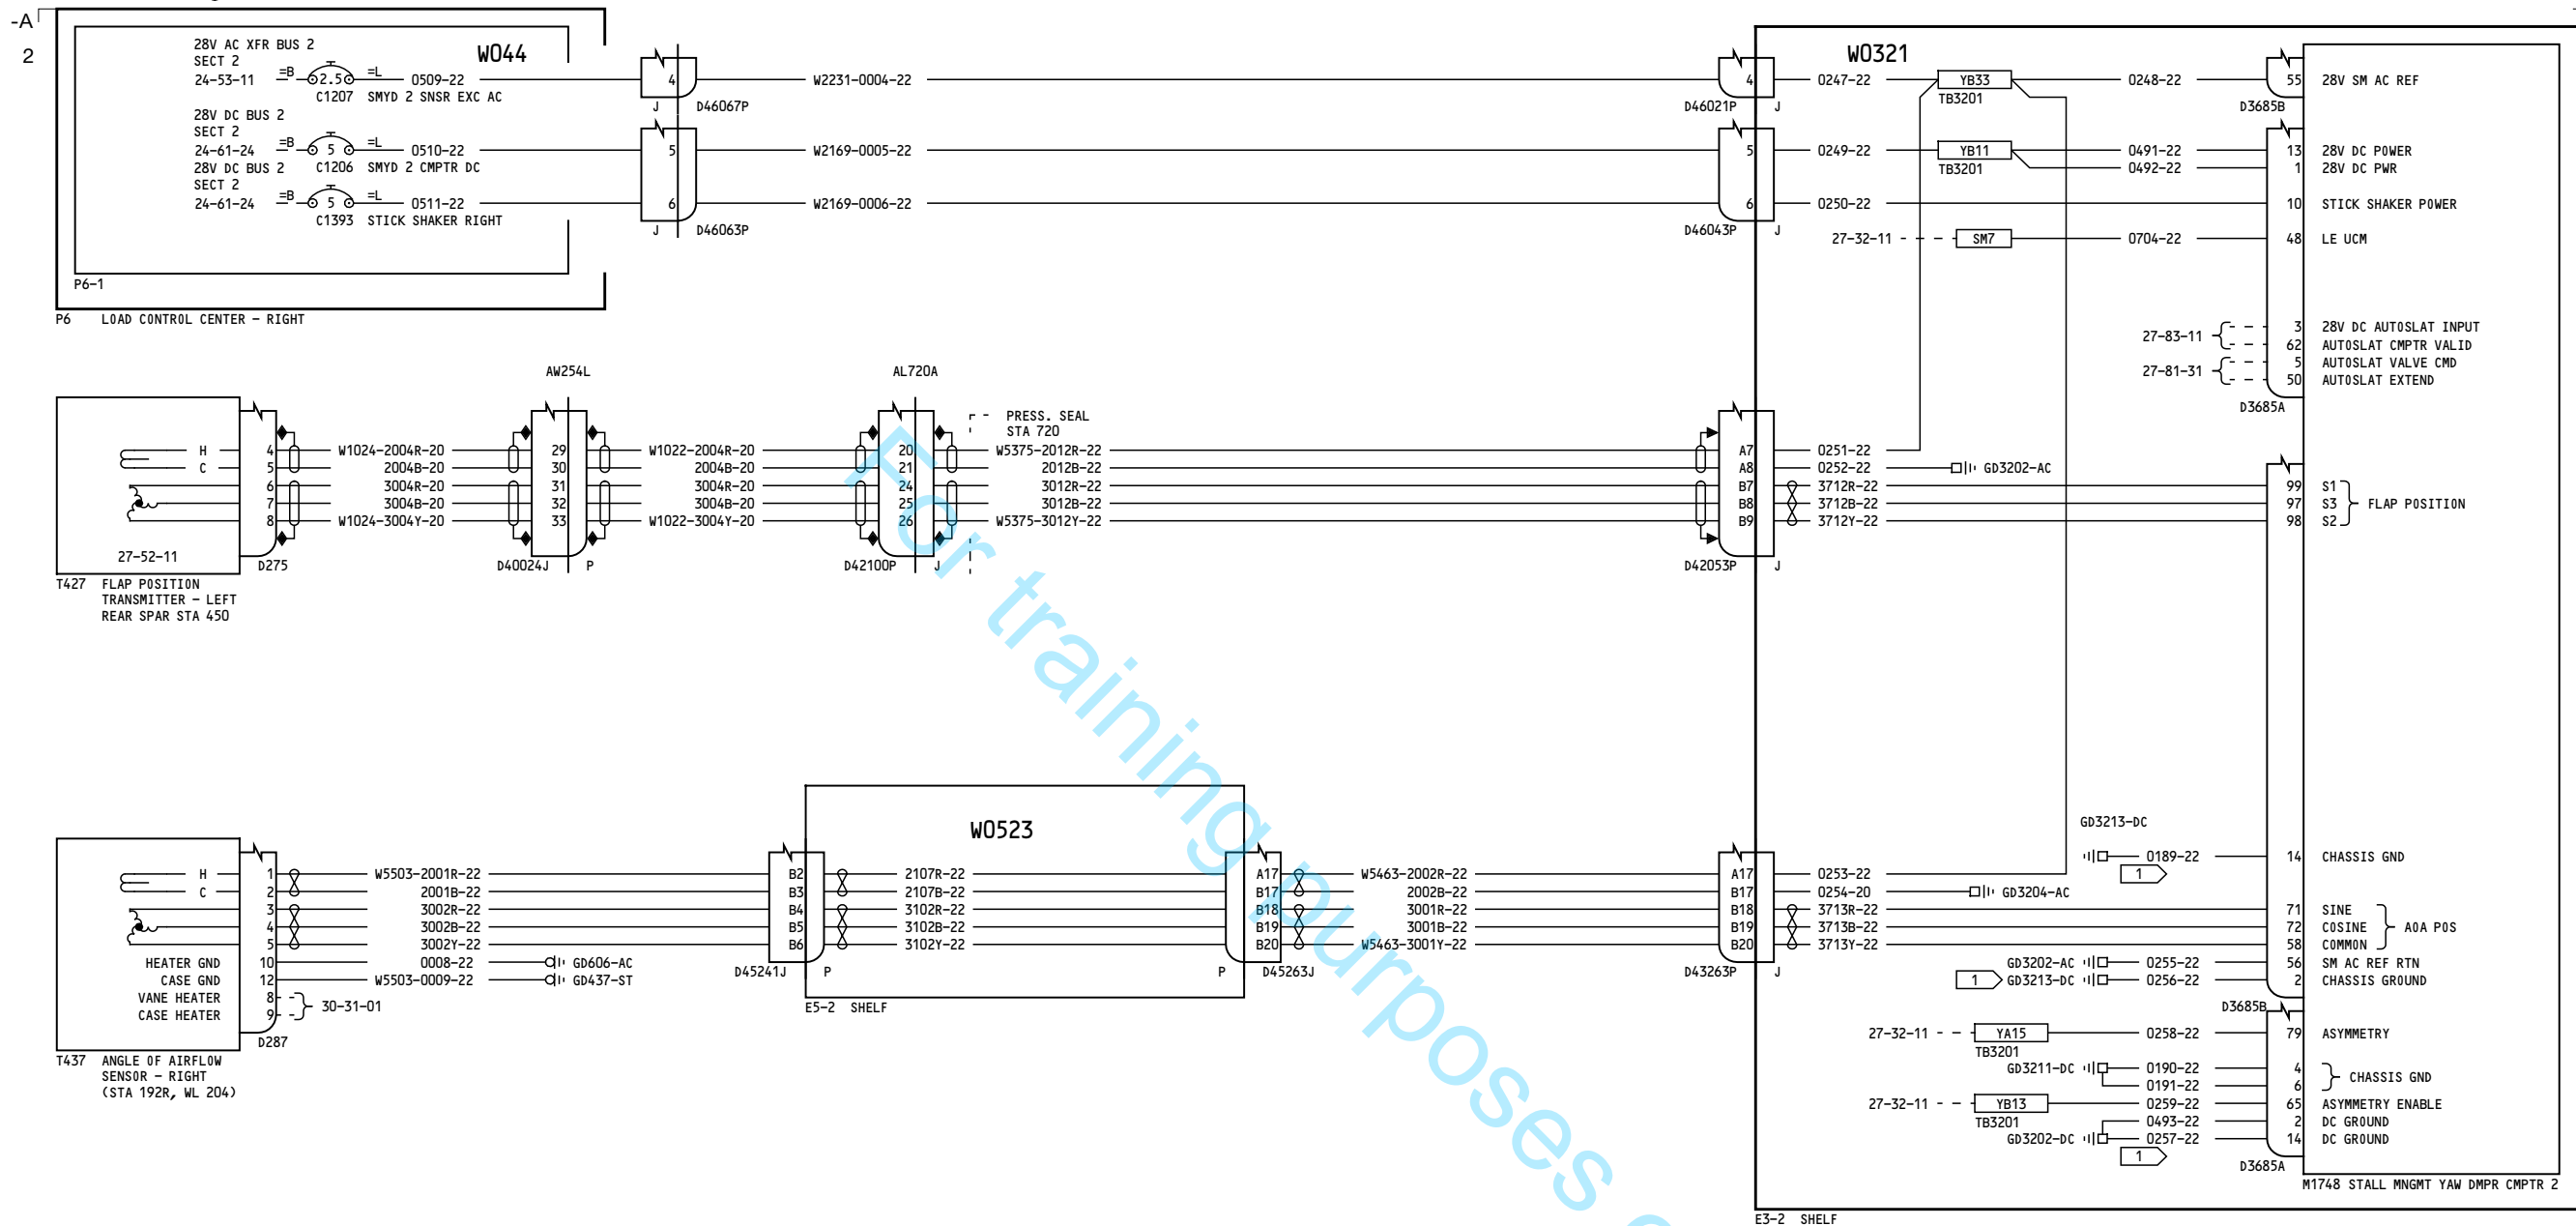 -A
2
28V AC XFR BUS 2
SECT 2
24-53-11 =B 2.5 =L 0509-22
C1207 SMYD 2 SNSR EXC AC
28V DC BUS 2
SECT 2
24-61-24 =B 5 =L 0510-22
28V DC BUS 2 C1206 SMYD 2 CMPTR DC
SECT 2
24-61-24 =B 5 =L 0511-22
C1393 STICK SHAKER RIGHT
W044
P6-1
P6 LOAD CONTROL CENTER - RIGHT
4 W2231-0004-22 4
J D46067P D46021P J
5 W2169-0005-22 5
6 W2169-0006-22 6
J D46063P D46043P J
W0321
0247-22 YB33 0248-22 55 28V SM AC REF
TB3201 D3685B
0249-22 YB11 0491-22 13 28V DC POWER
TB3201 0492-22 1 28V DC PWR
0250-22 10 STICK SHAKER POWER
27-32-11 SM7 0704-22 48 LE UCM
27-83-11 3 28V DC AUTOSLAT INPUT
62 AUTOSLAT CMPTR VALID
27-81-31 5 AUTOSLAT VALVE CMD
50 AUTOSLAT EXTEND
D3685A
AW254L AL720A
PRESS. SEAL
STA 720
H 4 W1024-2004R-20 29 W1022-2004R-20 20 W5375-2012R-22 A7 0251-22
C 5 2004B-20 30 2004B-20 21 2012B-22 A8 0252-22 GD3202-AC
6 3004R-20 31 3004R-20 24 3012R-22 B7 3712R-22 99 S1
7 3004B-20 32 3004B-20 25 3012B-22 B8 3712B-22 97 S3 FLAP POSITION
8 W1024-3004Y-20 33 W1022-3004Y-20 26 W5375-3012Y-22 B9 3712Y-22 98 S2
27-52-11 D275 D40024J P D42100P J D42053P J
T427 FLAP POSITION
TRANSMITTER - LEFT
REAR SPAR STA 450
W0523
GD3213-DC
0189-22 14 CHASSIS GND
1
H 1 W5503-2001R-22 B2 2107R-22 A17 W5463-2002R-22 A17 0253-22
C 2 2001B-22 B3 2107B-22 B17 2002B-22 B17 0254-20 GD3204-AC
3 3002R-22 B4 3102R-22 B18 3001R-22 B18 3713R-22 71 SINE
4 3002B-22 B5 3102B-22 B19 3001B-22 B19 3713B-22 72 COSINE AOA POS
5 3002Y-22 B6 3102Y-22 B20 W5463-3001Y-22 B20 3713Y-22 58 COMMON
HEATER GND 10 0008-22 GD606-AC D45241J P P D45263J D43263P J GD3202-AC 0255-22 56 SM AC REF RTN
CASE GND 12 W5503-0009-22 GD437-ST 1 GD3213-DC 0256-22 2 CHASSIS GROUND
VANE HEATER 8 30-31-01
CASE HEATER 9
E5-2 SHELF
D3685B
D287
T437 ANGLE OF AIRFLOW
SENSOR - RIGHT
(STA 192R, WL 204)
27-32-11 YA15 0258-22 79 ASYMMETRY
TB3201
GD3211-DC 0190-22 4 CHASSIS GND
0191-22 6
27-32-11 YB13 0259-22 65 ASYMMETRY ENABLE
TB3201 0493-22 2 DC GROUND
GD3202-DC 0257-22 14 DC GROUND
1
D3685A
M1748 STALL MNGMT YAW DMPR CMPTR 2
E3-2 SHELF
For training purposes